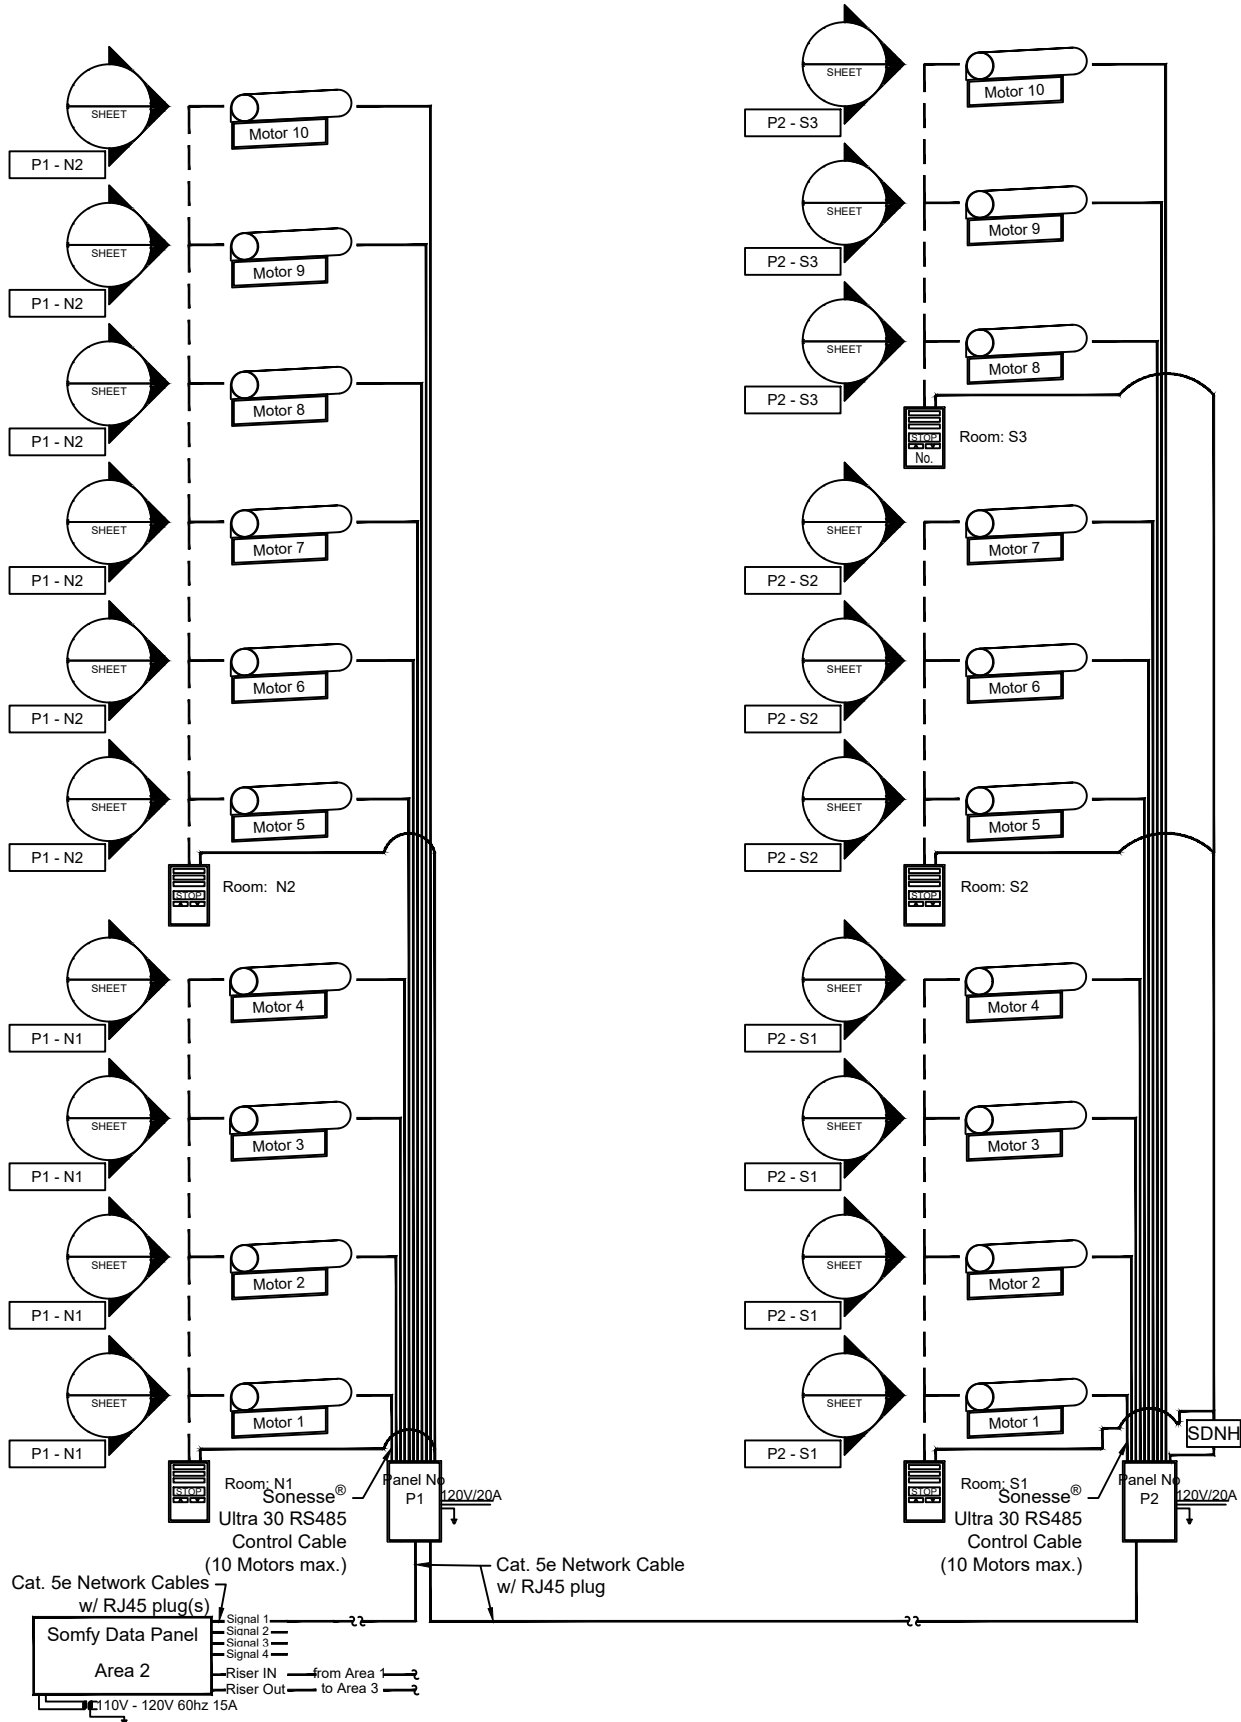 SHEET
Motor 10
P1 - N2
SHEET
Motor 9
P1 - N2
SHEET
Motor 8
P1 - N2
SHEET
Motor 7
P1 - N2
SHEET
Motor 6
P1 - N2
SHEET
Motor 5
P1 - N2
STOP
Room: N2
SHEET
Motor 4
P1 - N1
SHEET
Motor 3
P1 - N1
SHEET
Motor 2
P1 - N1
SHEET
Motor 1
P1 - N1
STOP
Room: N1
Sonesse®
Ultra 30 RS485
Control Cable
(10 Motors max.)
Panel No
P1
120V/20A
SHEET
Motor 10
P2 - S3
SHEET
Motor 9
P2 - S3
SHEET
Motor 8
P2 - S3
STOP
No.
Room: S3
SHEET
Motor 7
P2 - S2
SHEET
Motor 6
P2 - S2
SHEET
Motor 5
P2 - S2
STOP
Room: S2
SHEET
Motor 4
P2 - S1
SHEET
Motor 3
P2 - S1
SHEET
Motor 2
P2 - S1
SHEET
Motor 1
P2 - S1
SDNH
STOP
Room: S1
Sonesse®
Ultra 30 RS485
Control Cable
(10 Motors max.)
Panel No
P2
120V/20A
Cat. 5e Network Cable
w/ RJ45 plug
Cat. 5e Network Cables
w/ RJ45 plug(s)
Somfy Data Panel
Area 2
Signal 1
Signal 2
Signal 3
Signal 4
Riser IN from Area 1
Riser Out to Area 3
110V - 120V 60hz 15A